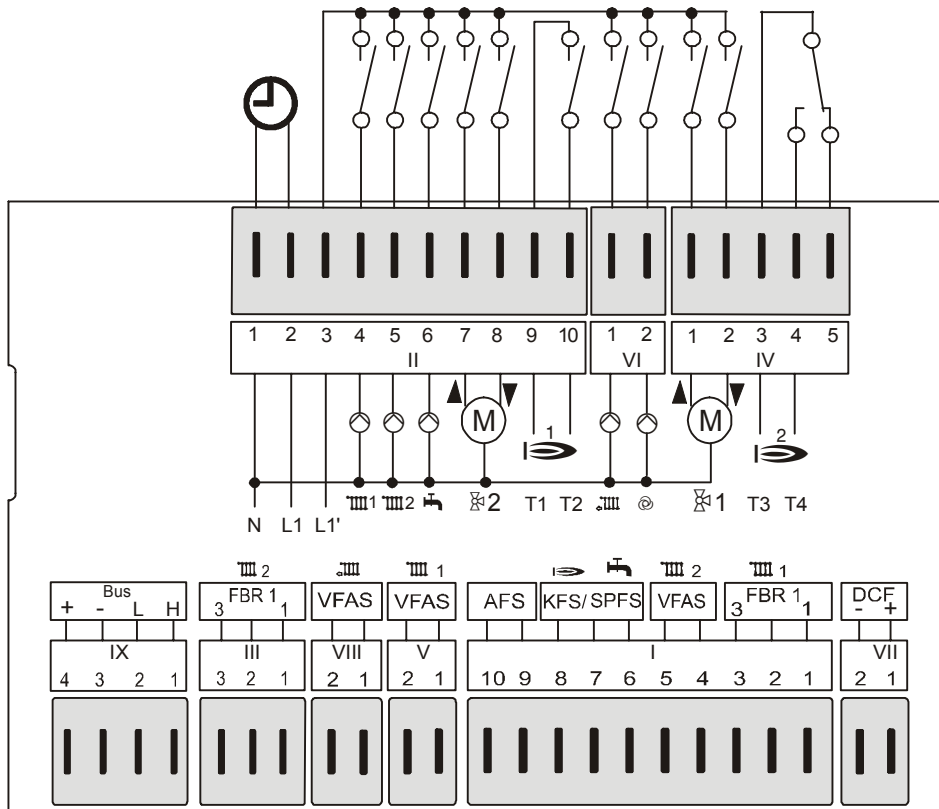 1 2 3 4 5 6 7 8 9 10 1 2 1 2 3 4 5
II VI IV
M M
1 2
1 2 2 1
N L1 L1' T1 T2 T3 T4
2 1 2 1
Bus FBR 1 VFAS VFAS AFS KFS/ SPFS VFAS FBR 1 DCF
+ - L H 3 1 3 1 - +
IX III VIII V I VII
4 3 2 1 3 2 1 2 1 2 1 10 9 8 7 6 5 4 3 2 1 2 1